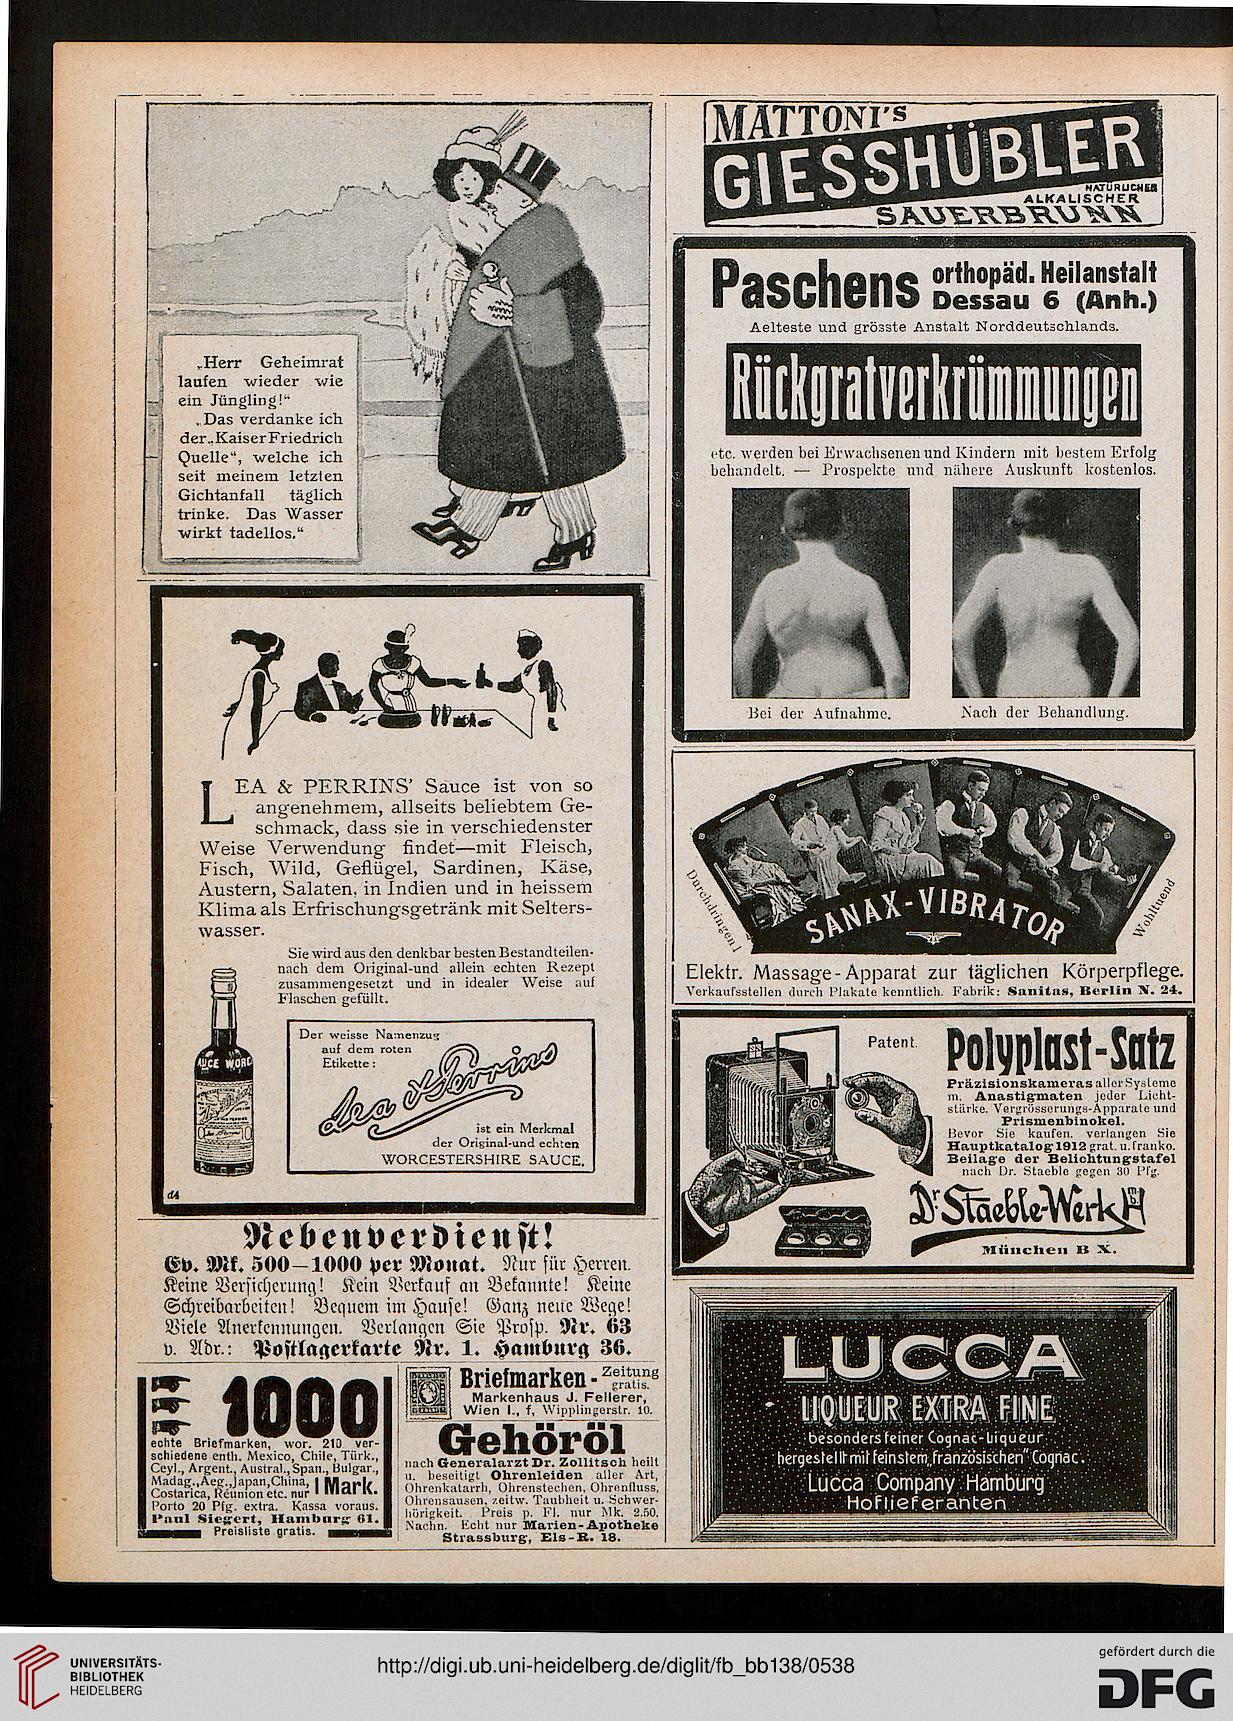 „Herr Geheimrat
laufen wieder wie
ein Jüngling!“
„Das verdanke ich
der „Kaiser Friedrich
Quelle“, welche ich
seit meinem letzten
Gichtanfall täglich
trinke. Das Wasser
wirkt tadellos.“
LEA & PERRINS’ Sauce ist von so
angenehmem, allseits beliebtem Ge-
schmack, dass sie in verschiedenster
Weise Verwendung findet—mit Fleisch,
Fisch, Wild, Geflügel, Sardinen, Käse,
Austern, Salaten, in Indien und in heissem
Klima als Erfrischungsgetränk mit Selters-
wasser.
Sie wird aus den denkbar besten Bestandteilen-
nach dem Original-und allein echten Rezept
zusammengesetzt und in idealer Weise auf
Flaschen gefüllt.
AUCE WORC
Der weisse Namenzug
auf dem roten
Etikette:
Lea & Perrins
ist ein Merkmal
der Original-und echten
WORCESTERSHIRE SAUCE.
d4
Nebenverdienst!
Ev. Mk. 500—1000 per Monat. Nur für Herren.
Keine Versicherung! Kein Verkauf an Bekannte! Keine
Schreibarbeiten! Bequem im Hause! Ganz neue Wege!
Viele Anerkennungen. Verlangen Sie Prosp. Nr. 63
v. Adr.: Postlagerkarte Nr. 1. Hamburg 36.
1000
echte Briefmarken, wor. 210 ver-
schiedene enth. Mexico, Chile, Türk.,
Ceyl., Argent., Austral., Span., Bulgar.,
Madag., Aeg., Japan, China,
Costarica, Réunion etc. nur 1 Mark.
Porto 20 Pfg. extra. Kassa voraus.
Paul Siegert, Hamburg 61.
Preisliste gratis.
Briefmarken-Zeitung
gratis.
Markenhaus J. Fellerer,
Wien I., f, Wipplingerstr. 10.
Gehöröl
nach Generalarzt Dr. Zollitsch heilt
u. beseitigt Ohrenleiden aller Art,
Ohrenkatarrh, Ohrenstechen, Ohrenfluss,
Ohrensausen, zeitw. Taubheit u. Schwer-
hörigkeit. Preis p. Fl. nur Mk. 2.50.
Nachn. Echt nur Marien-Apotheke
Strassburg, Els-R. 18.
MATTONI'S
GIESSHÜBLER
NATÜRLICHER
ALKALISCHER
SAUERBRUNN
Paschens orthopäd. Heilanstalt
Dessau 6 (Anh.)
Aelteste und grösste Anstalt Norddeutschlands.
Rückgratverkrümmungen
etc. werden bei Erwachsenen und Kindern mit bestem Erfolg
behandelt. — Prospekte und nähere Auskunft kostenlos.
Bei der Aufnahme.
Nach der Behandlung.
Durchdringen!
SANAX-VIBRATOR
Wohltuend
Elektr. Massage-Apparat zur täglichen Körperpflege.
Verkaufsstellen durch Plakate kenntlich. Fabrik: Sanitas, Berlin N. 24.
Patent.
Polyplast-Satz
Präzisionskameras aller Systeme
m. Anastigmaten jeder Licht-
stärke. Vergrösserungs-Apparate und
Prismenbinokel.
Bevor Sie kaufen, verlangen Sie
Hauptkatalog 1912 grat. u. franko.
Beilage der Belichtungstafel
nach Dr. Staeble gegen 30 Pfg.
Dr. Staeble-Werk
München B X.
LUCCA
LIQUEUR EXTRA FINE
besonders feiner Cognac-Liqueur
hergestellt mit feinstem „französischen“ Cognac.
Lucca Company Hamburg
Hoflieferanten
UNIVERSITÄTS-
BIBLIOTHEK
HEIDELBERG
http://digi.ub.uni-heidelberg.de/diglit/fb_bb138/0538
gefördert durch die
DFG